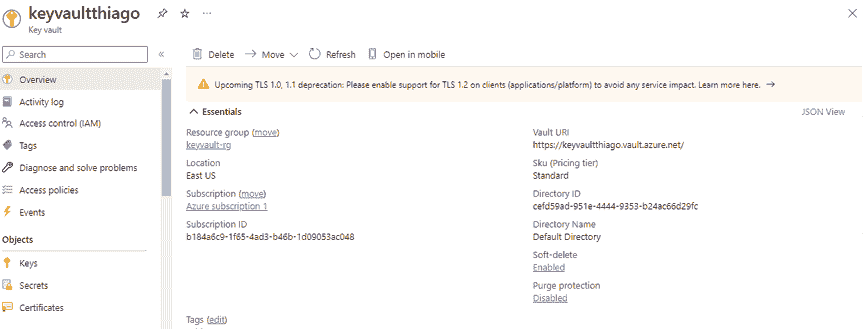 keyvaultthiago
Key vault
Search
Overview
Activity log
Access control (IAM)
Tags
Diagnose and solve problems
Access policies
Events
Objects
Keys
Secrets
Certificates
Delete Move Refresh Open in mobile
Upcoming TLS 1.0, 1.1 deprecation: Please enable support for TLS 1.2 on clients (applications/platform) to avoid any service impact. Learn more here.
Essentials
JSON View
Resource group (move)
keyvault-rg
Location
East US
Subscription (move)
Azure subscription 1
Subscription ID
b184a6c9-1f65-4ad3-b46b-1d09053ac048
Vault URI
https://keyvaultthiago.vault.azure.net/
Sku (Pricing tier)
Standard
Directory ID
cefd59ad-951e-4444-9353-b24ac66d29fc
Directory Name
Default Directory
Soft-delete
Enabled
Purge protection
Disabled
Tags (edit)